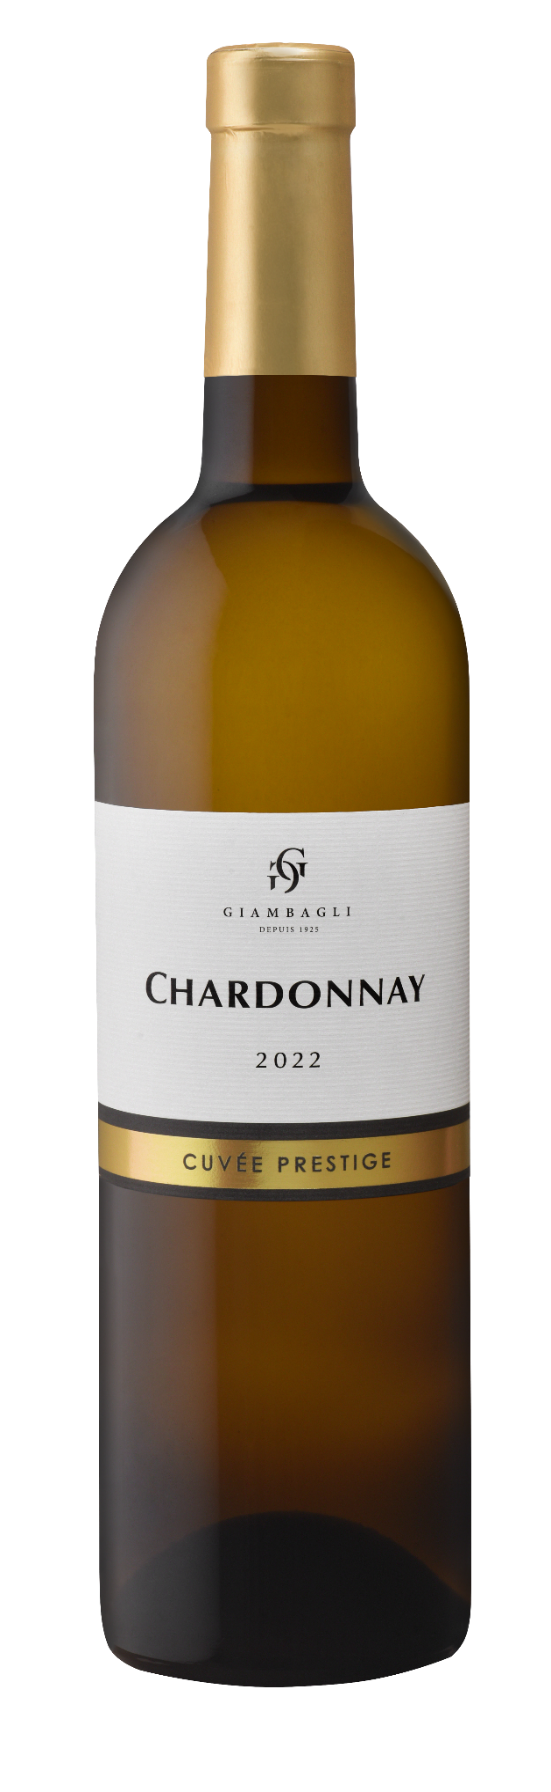 GIAMBAGLI
DEPUIS 1925
CHARDONNAY
2022
CUVÉE PRESTIGE